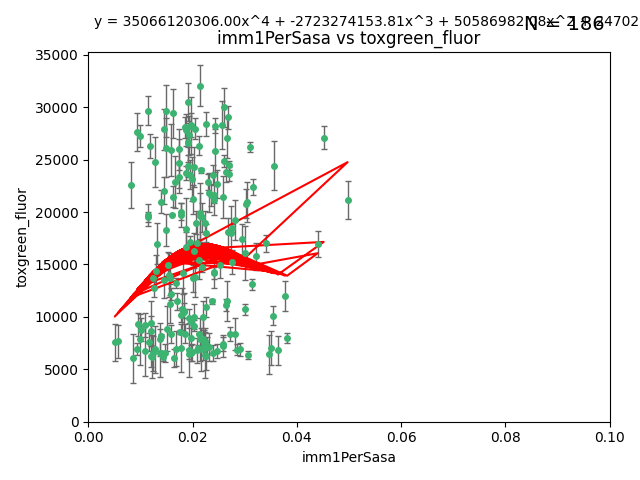 y = 35066120306.00x^4 + -2723274153.81x^3 + 50586982
N = 186
imm1PerSasa vs toxgreen_fluor
35000
30000
25000
20000
15000
10000
5000
0
toxgreen_fluor
0.00 0.02 0.04 0.06 0.08 0.10
imm1PerSasa